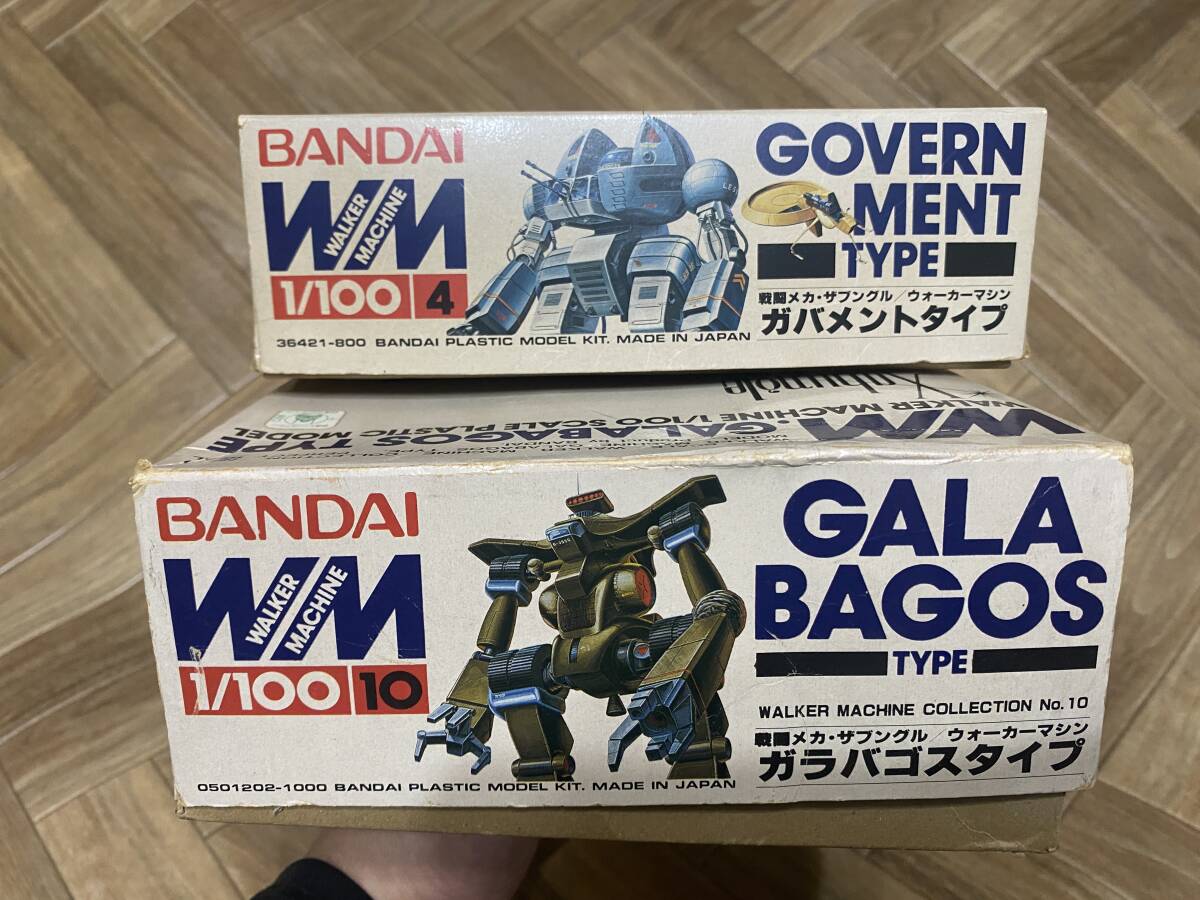 BANDAI
WM
WALKER
MACHINE
1/100 4
GOVERN
MENT
TYPE
戦闘メカ・ザブングル/ウォーカーマシン
ガバメントタイプ
36421-800 BANDAI PLASTIC MODEL KIT. MADE IN JAPAN
Xabungle
WALKER MACHINE 1/100 SCALE PLASTIC MODEL
WM.GALABAGOS TYPE
BANDAI
WM
WALKER
MACHINE
1/100 10
GALA
BAGOS
TYPE
WALKER MACHINE COLLECTION No.10
戦闘メカ・ザブングル/ウォーカーマシン
ガラバゴスタイプ
0501202-1000 BANDAI PLASTIC MODEL KIT. MADE IN JAPAN